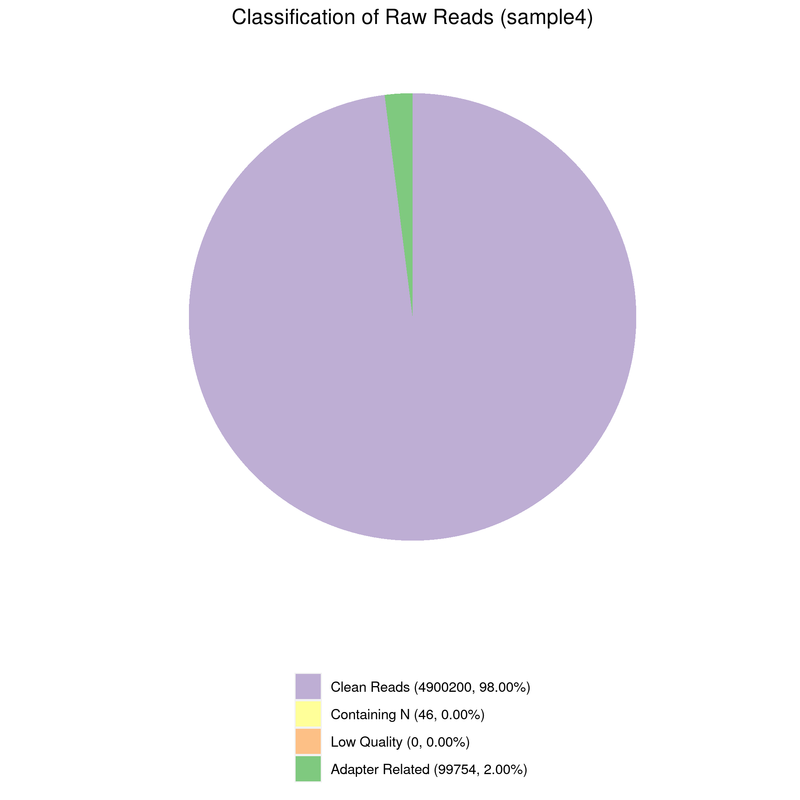 Classification of Raw Reads (sample4)
Clean Reads (4900200, 98.00%)
Containing N (46, 0.00%)
Low Quality (0, 0.00%)
Adapter Related (99754, 2.00%)